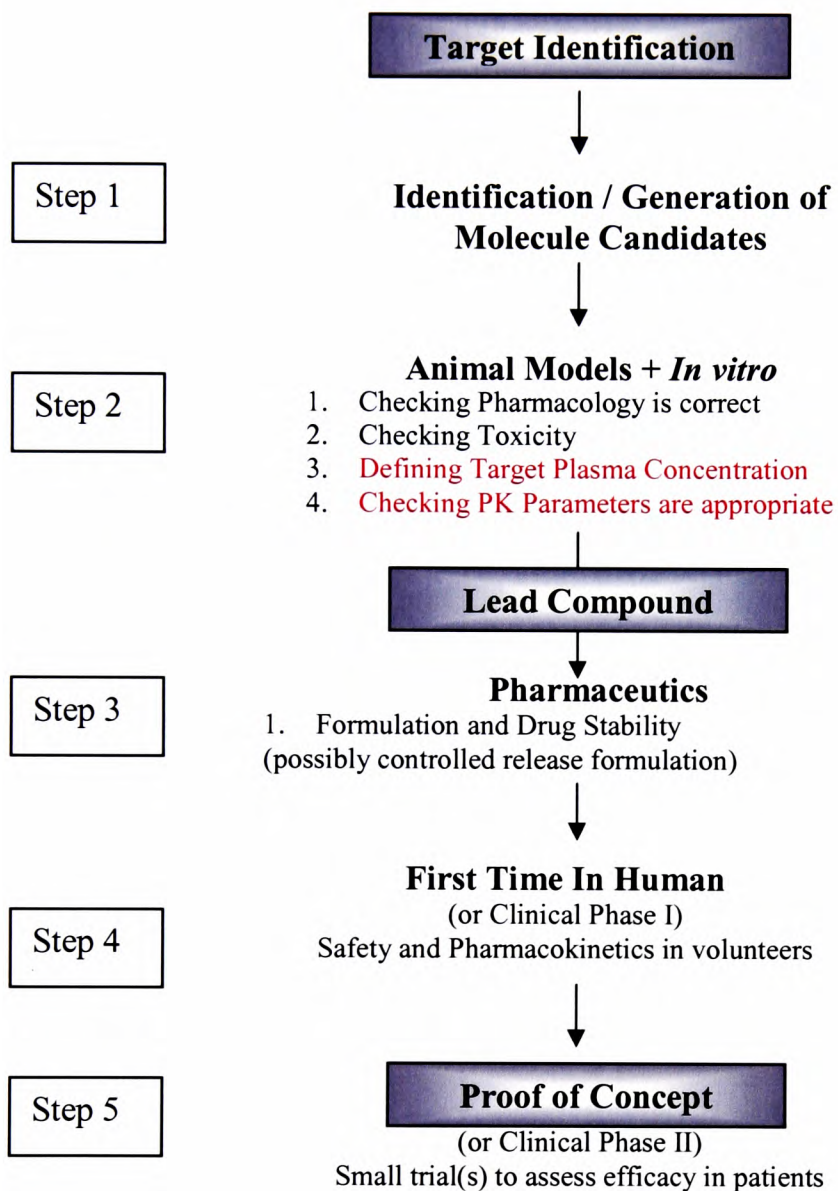 Target Identification
Step 1
Identification / Generation of
Molecule Candidates
Step 2
Animal Models + In vitro
1. Checking Pharmacology is correct
2. Checking Toxicity
3. Defining Target Plasma Concentration
4. Checking PK Parameters are appropriate
Lead Compound
Step 3
Pharmaceutics
1. Formulation and Drug Stability
(possibly controlled release formulation)
First Time In Human
(or Clinical Phase I)
Step 4
Safety and Pharmacokinetics in volunteers
Step 5
Proof of Concept
(or Clinical Phase II)
Small trial(s) to assess efficacy in patients